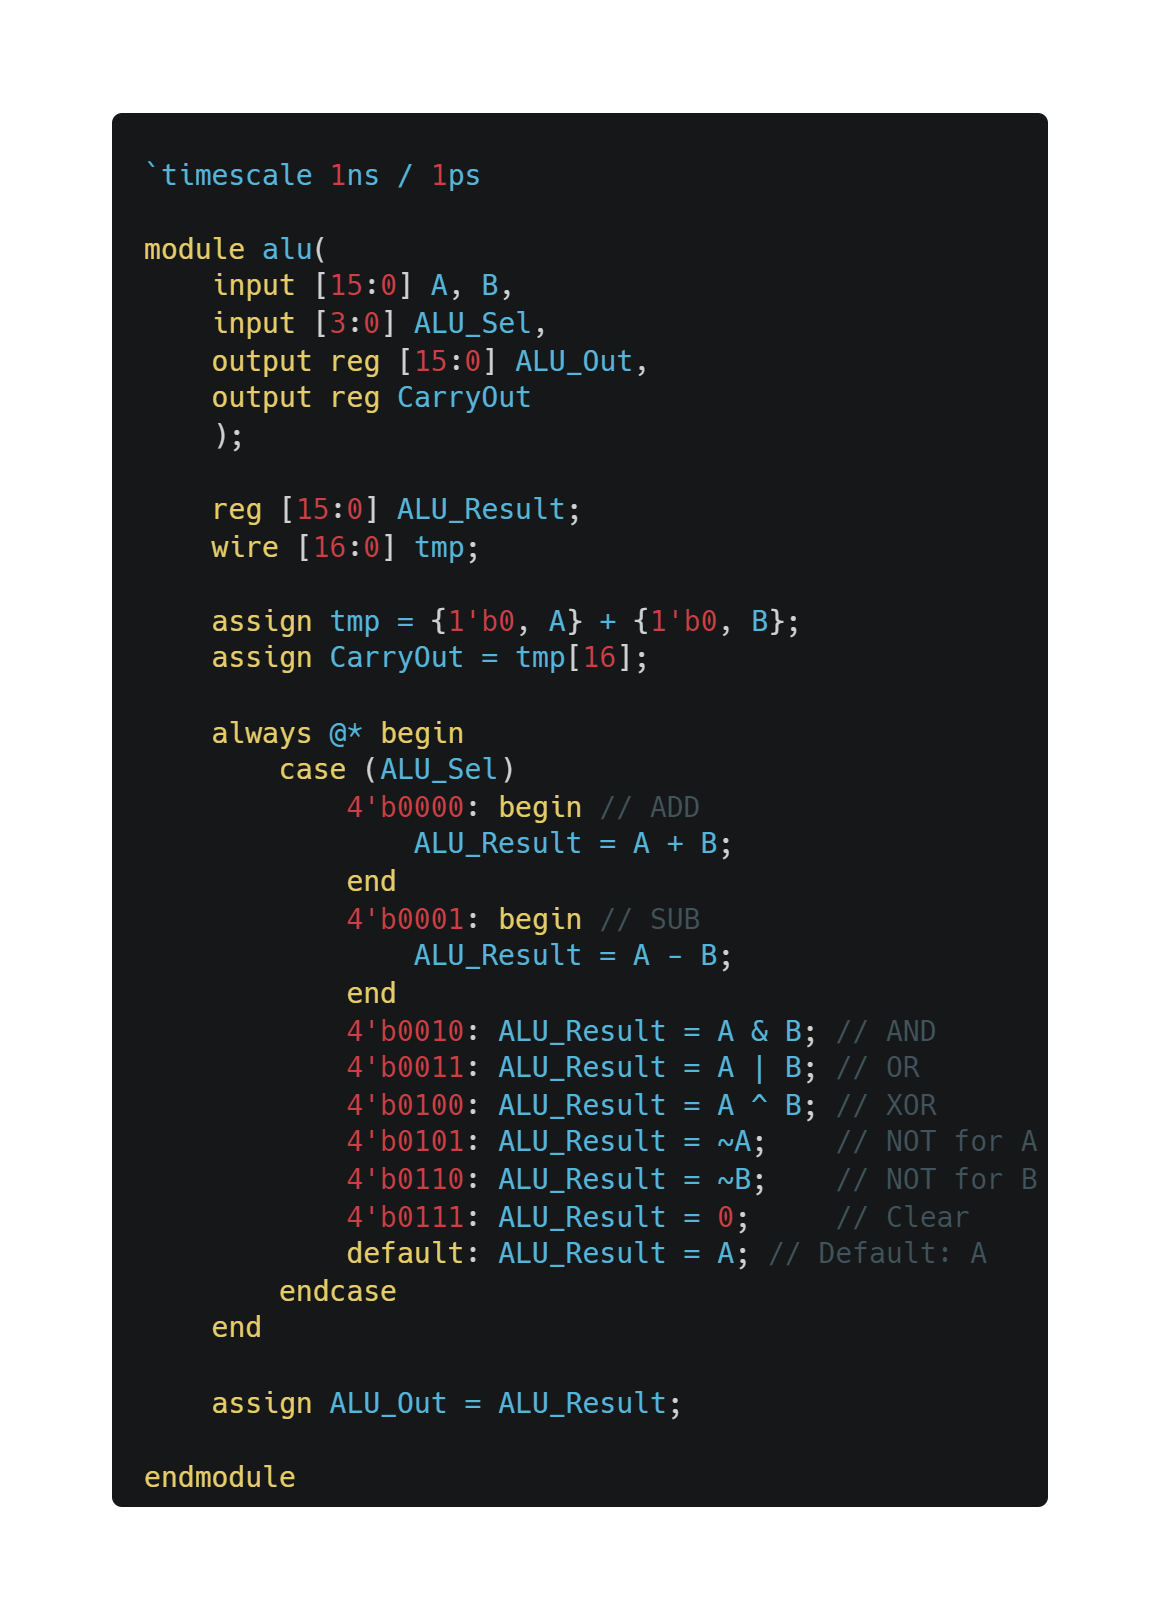 `timescale 1ns / 1ps
module alu(
    input [15:0] A, B,
    input [3:0] ALU_Sel,
    output reg [15:0] ALU_Out,
    output reg CarryOut
    );
    reg [15:0] ALU_Result;
    wire [16:0] tmp;
    assign tmp = {1'b0, A} + {1'b0, B};
    assign CarryOut = tmp[16];
    always @* begin
        case (ALU_Sel)
            4'b0000: begin // ADD
                ALU_Result = A + B;
            end
            4'b0001: begin // SUB
                ALU_Result = A - B;
            end
            4'b0010: ALU_Result = A & B; // AND
            4'b0011: ALU_Result = A | B; // OR
            4'b0100: ALU_Result = A ^ B; // XOR
            4'b0101: ALU_Result = ~A;    // NOT for A
            4'b0110: ALU_Result = ~B;    // NOT for B
            4'b0111: ALU_Result = 0;     // Clear
            default: ALU_Result = A; // Default: A
        endcase
    end
    assign ALU_Out = ALU_Result;
endmodule